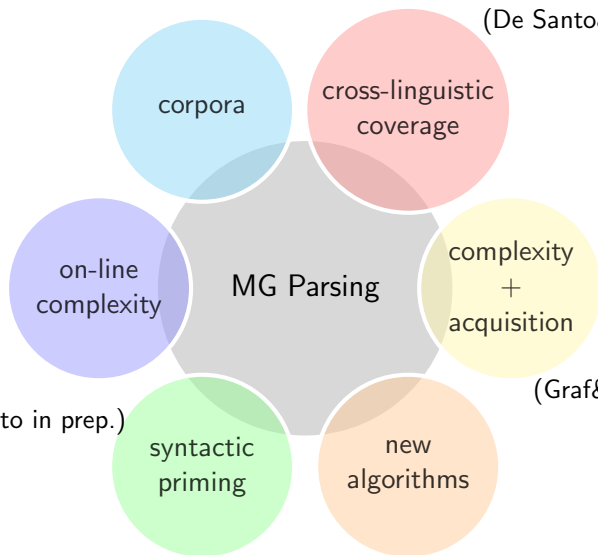 (De Santo
corpora
cross-linguistic
coverage
on-line
complexity
MG Parsing
complexity
+
acquisition
(Graf&
to in prep.)
syntactic
priming
new
algorithms